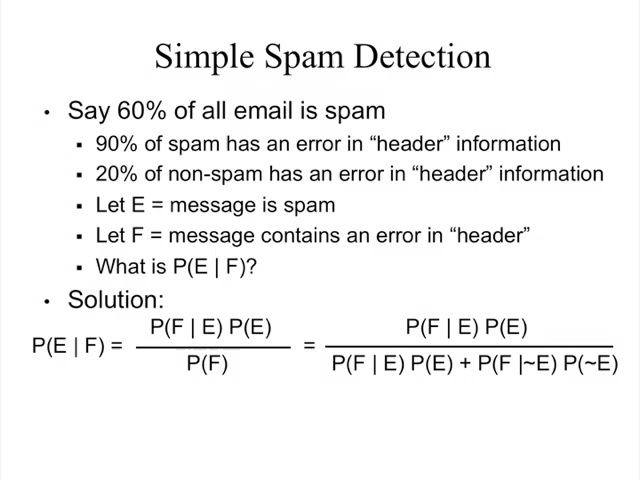 Simple Spam Detection
• Say 60% of all email is spam
▪ 90% of spam has an error in “header” information
▪ 20% of non-spam has an error in “header” information
▪ Let E = message is spam
▪ Let F = message contains an error in “header”
▪ What is P(E | F)?
• Solution:
P(F | E) P(E) P(F | E) P(E)
P(E | F) = =
P(F) P(F | E) P(E) + P(F |~E) P(~E)